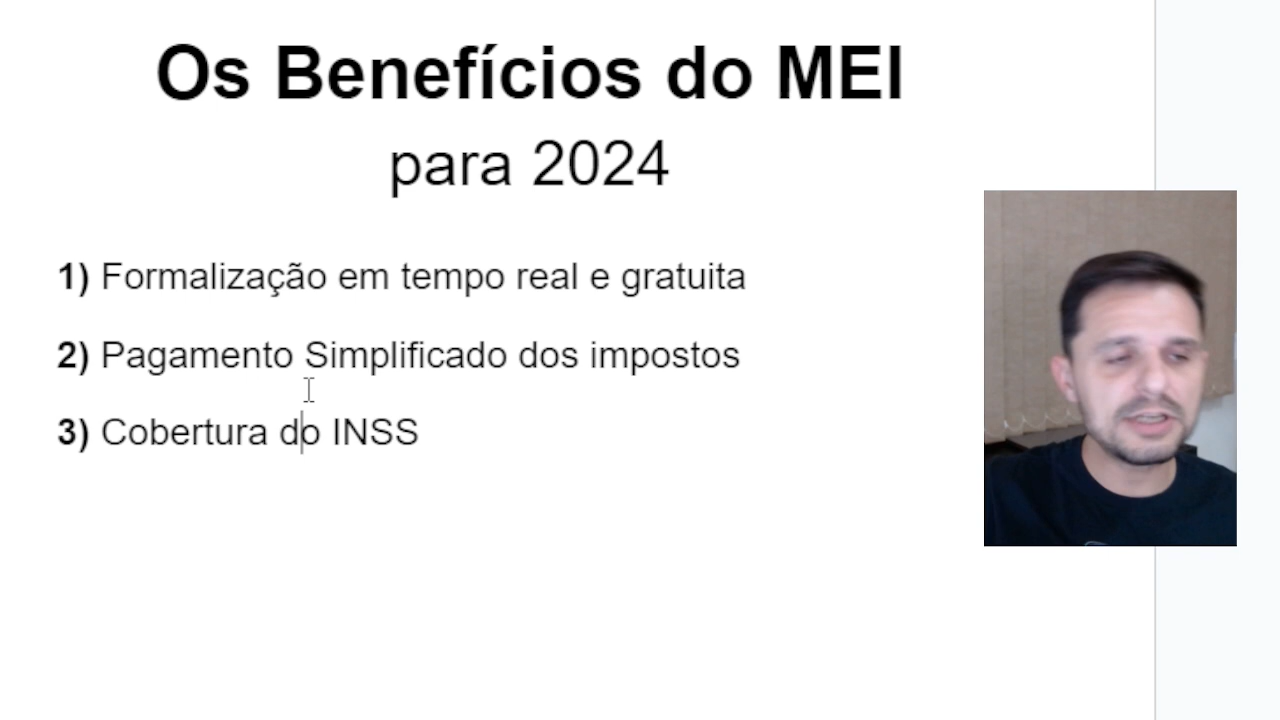 Os Benefícios do MEI
para 2024
1) Formalização em tempo real e gratuita
2) Pagamento Simplificado dos impostos
3) Cobertura do INSS